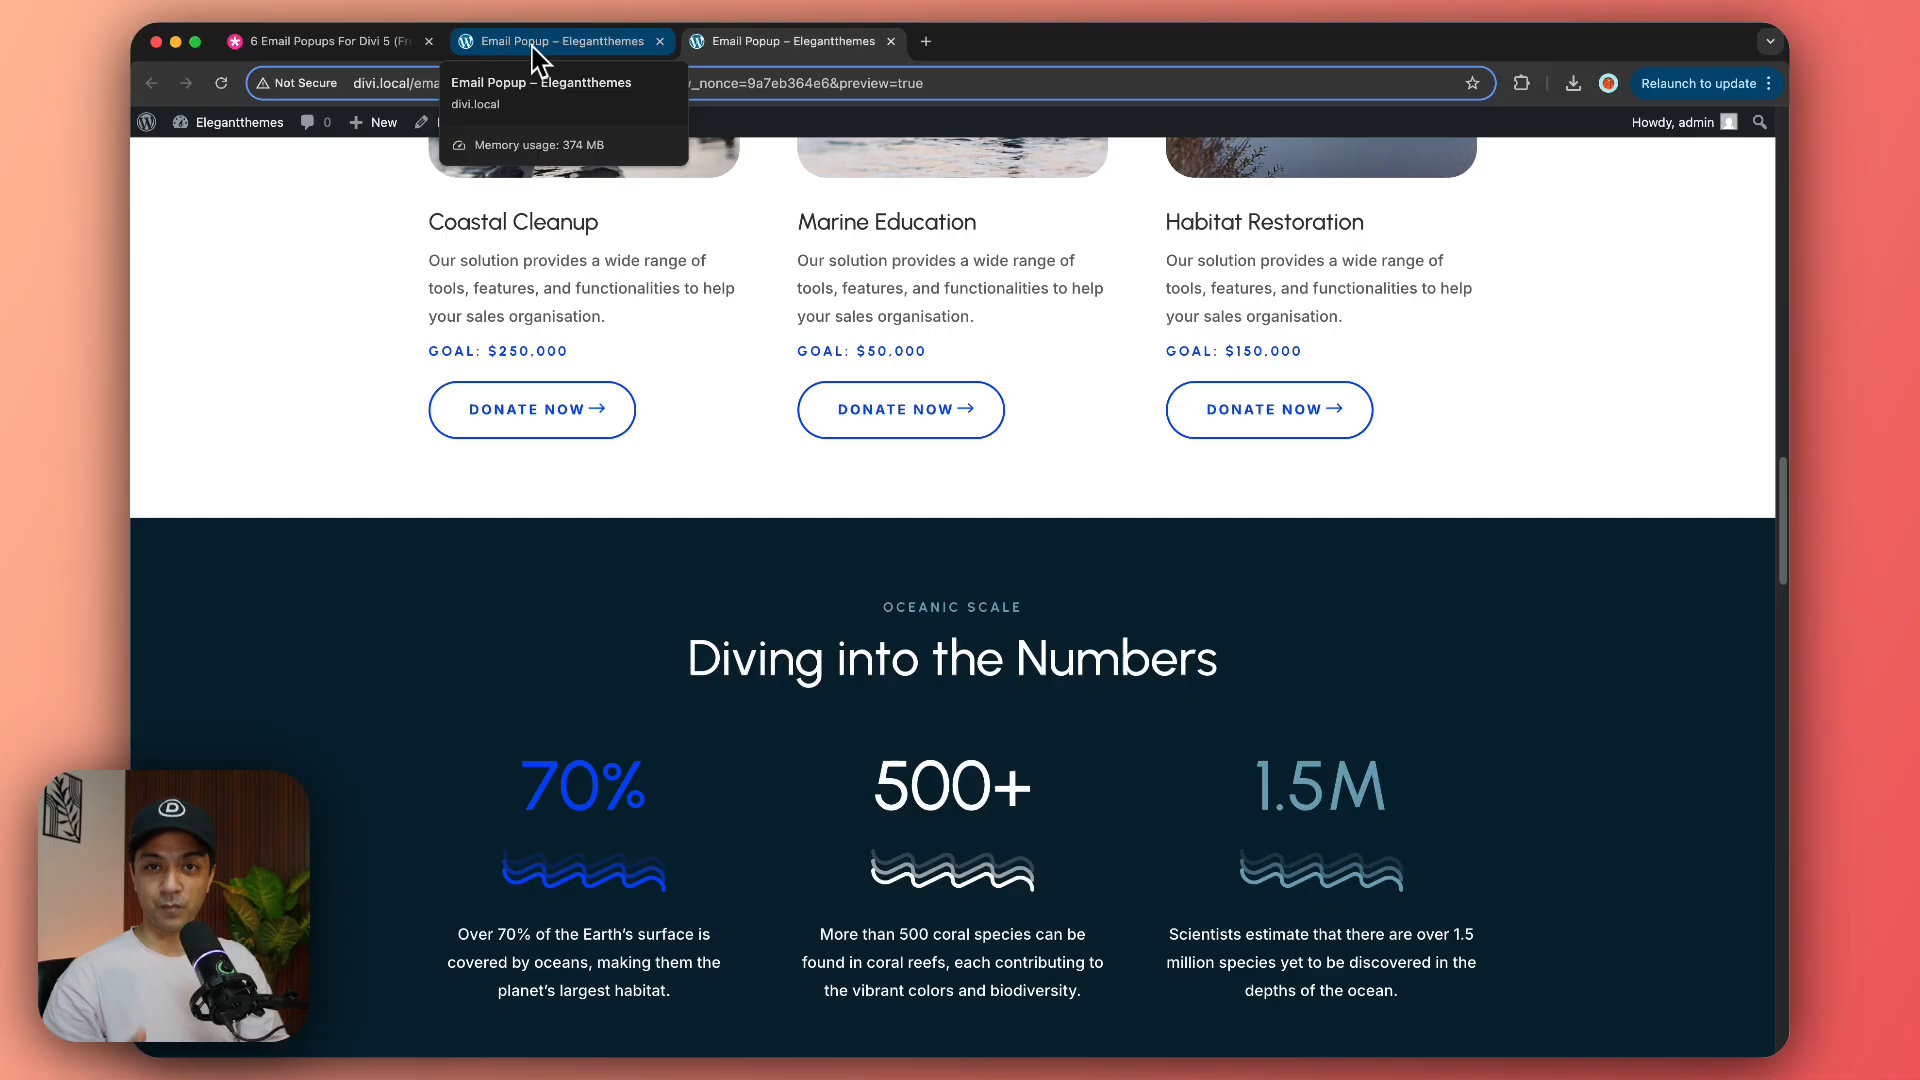 6 Email Popups For Divi 5 (Fr
Email Popup – Elegantthemes
Email Popup – Elegantthemes
Not Secure
divi.local/ema
_nonce=9a7eb364e6&preview=true
Relaunch to update
Email Popup – Elegantthemes
divi.local
Memory usage: 374 MB
Elegantthemes
0
New
Howdy, admin
Coastal Cleanup
Our solution provides a wide range of
tools, features, and functionalities to help
your sales organisation.
GOAL: $250,000
DONATE NOW→
Marine Education
Our solution provides a wide range of
tools, features, and functionalities to help
your sales organisation.
GOAL: $50,000
DONATE NOW→
Habitat Restoration
Our solution provides a wide range of
tools, features, and functionalities to help
your sales organisation.
GOAL: $150,000
DONATE NOW→
OCEANIC SCALE
Diving into the Numbers
70%
Over 70% of the Earth's surface is
covered by oceans, making them the
planet's largest habitat.
500+
More than 500 coral species can be
found in coral reefs, each contributing to
the vibrant colors and biodiversity.
1.5M
Scientists estimate that there are over 1.5
million species yet to be discovered in the
depths of the ocean.
D